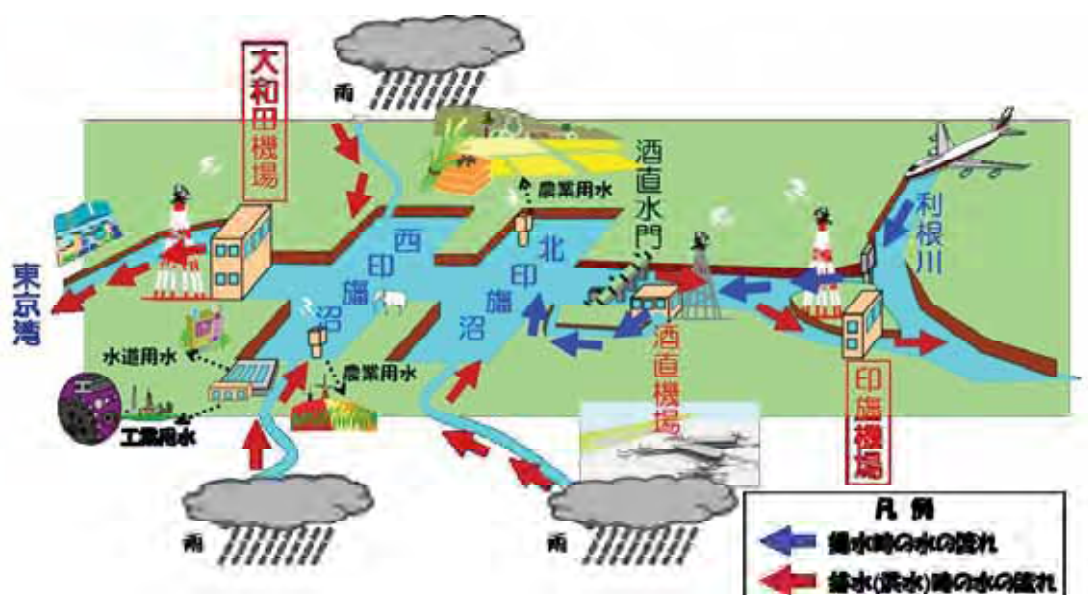 雨
大和田機場
酒直水門
農業用水
利根川
西印旛沼
北印旛沼
東京湾
水道用水
農業用水
酒直機場
印旛機場
工業用水
雨
雨
凡例
揚水時の水の流れ
排水(洪水)時の水の流れ